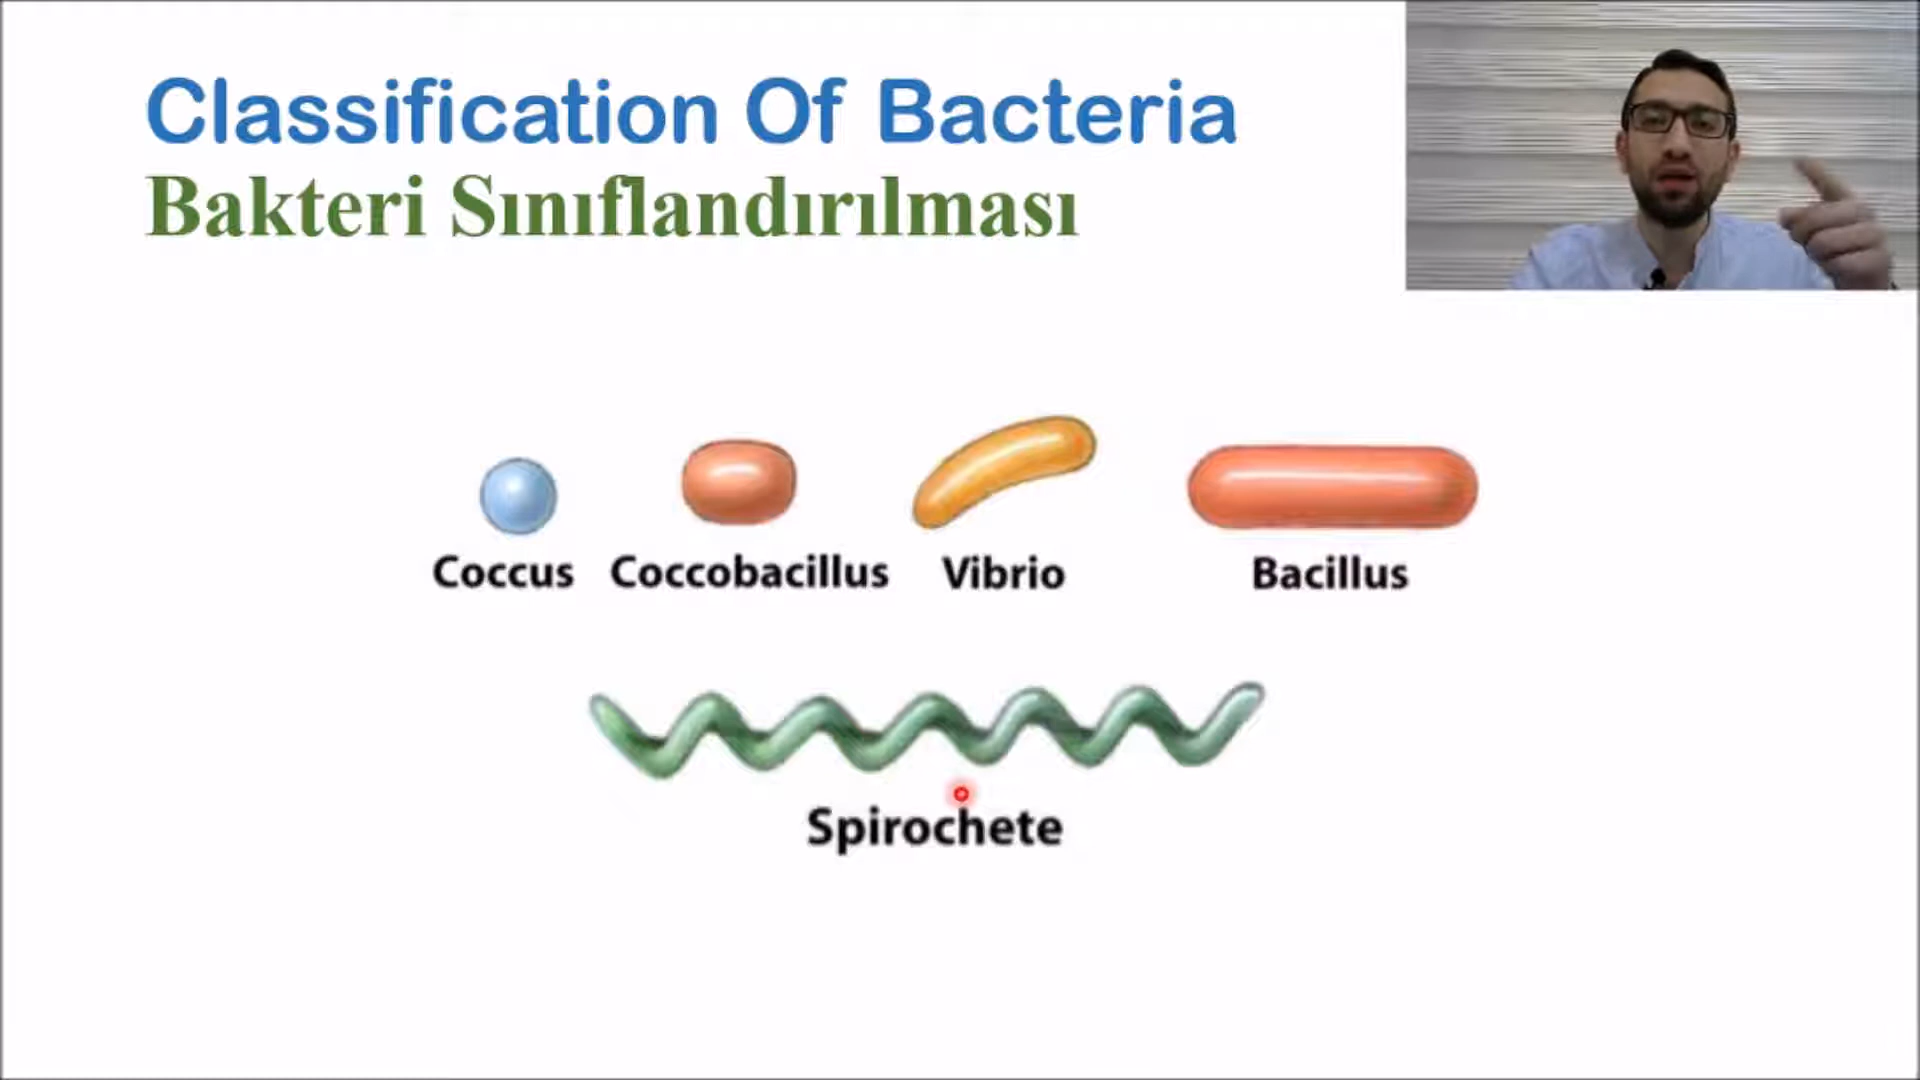 Classification Of Bacteria
Bakteri Sınıflandırılması
Coccus Coccobacillus Vibrio Bacillus
Spirochete